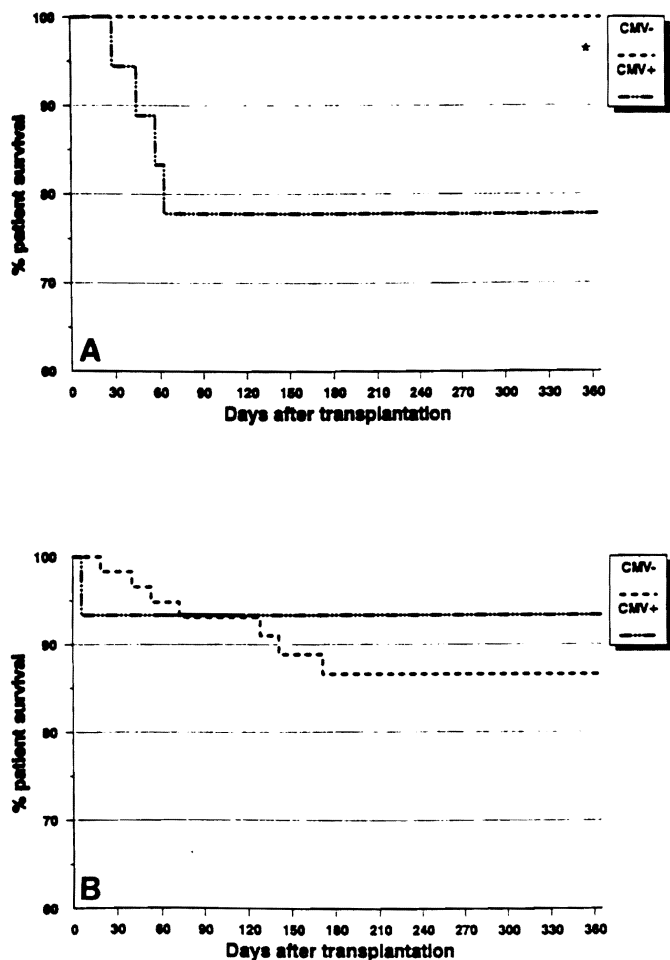 100
90
80
70
60
% patient survival
A
*
CMV-
CMV+
0 30 60 90 120 150 180 210 240 270 300 330 360
Days after transplantation
100
90
80
70
60
% patient survival
B
CMV-
CMV+
0 30 60 90 120 150 180 210 240 270 300 330 360
Days after transplantation